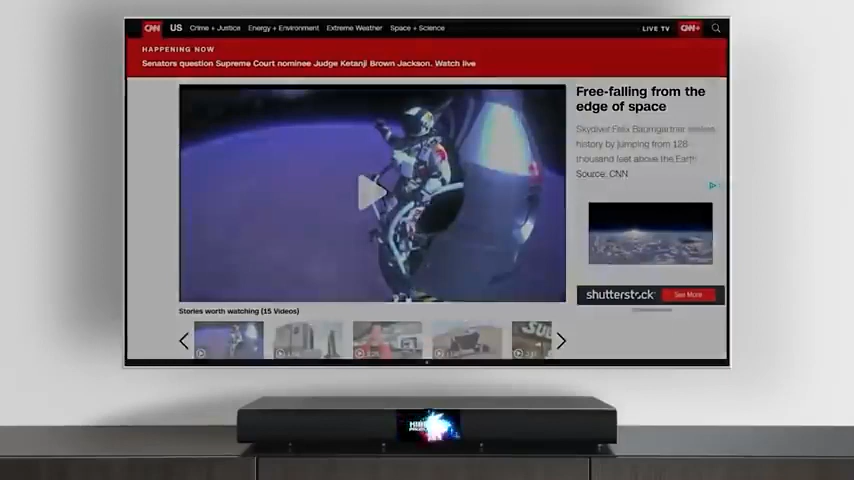 CNN US Crime + Justice Energy + Environment Extreme Weather Space + Science LIVE TV CNN+
HAPPENING NOW
Senators question Supreme Court nominee Judge Ketanji Brown Jackson. Watch live
Free-falling from the
edge of space
Skydiver Felix Baumgartner makes
history by jumping from 128
thousand feet above the Earth.
Source: CNN
shutterstock See More
Stories worth watching (15 Videos)